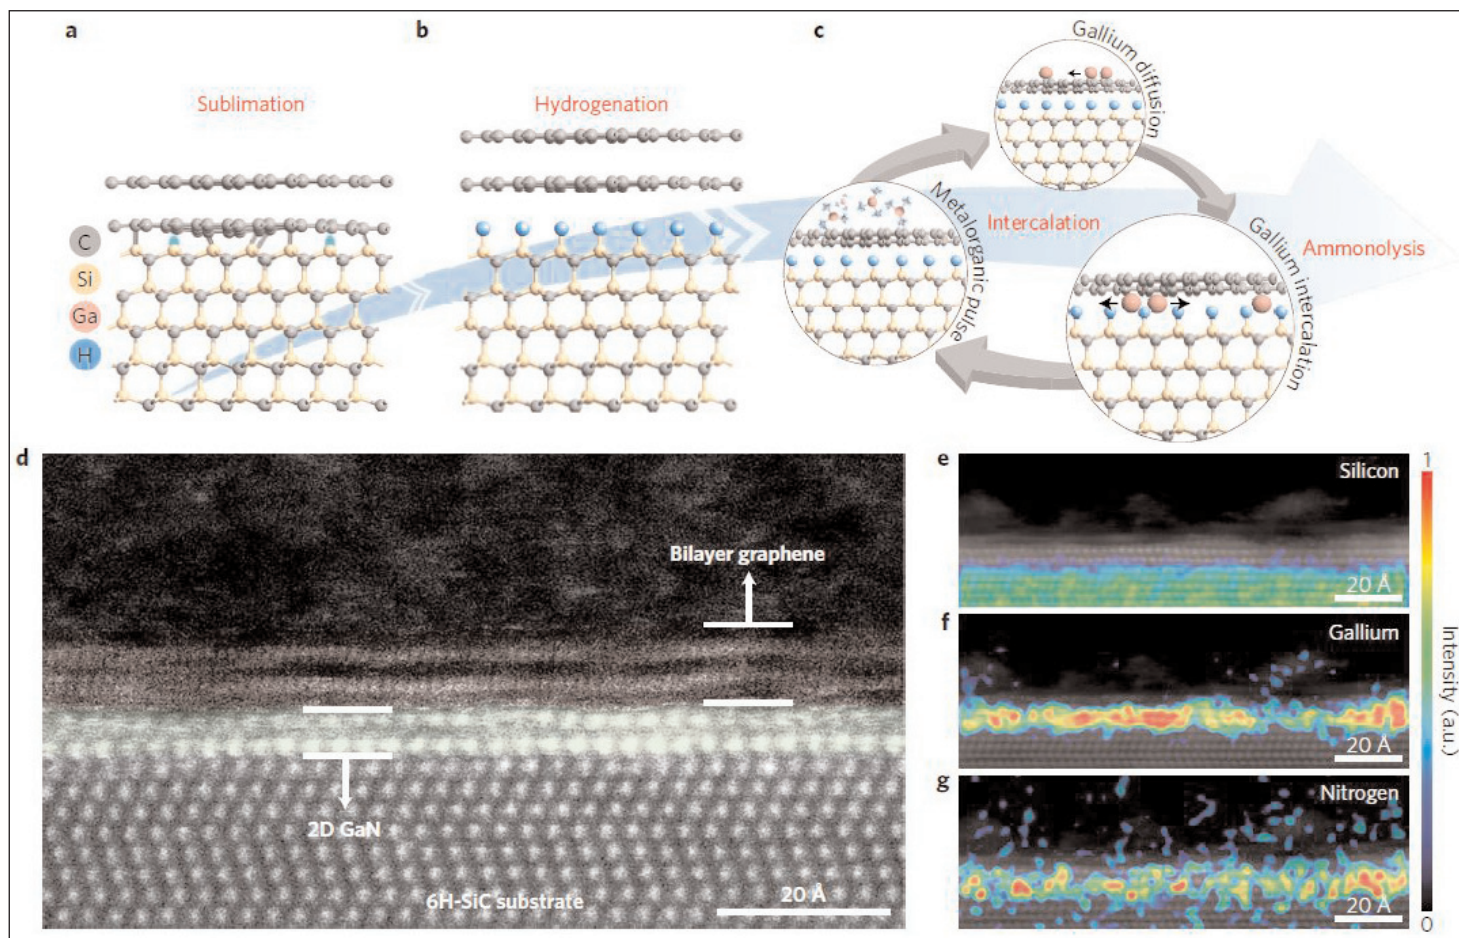 a
b
c
Sublimation
Hydrogenation
Gallium diffusion
Metalorganic pulse
Intercalation
Gallium intercalation
Ammonolysis
C
Si
Ga
H
d
Bilayer graphene
2D GaN
6H-SiC substrate
20 Å
e
Silicon
20 Å
f
Gallium
20 Å
g
Nitrogen
20 Å
1
Intensity (a.u.)
0